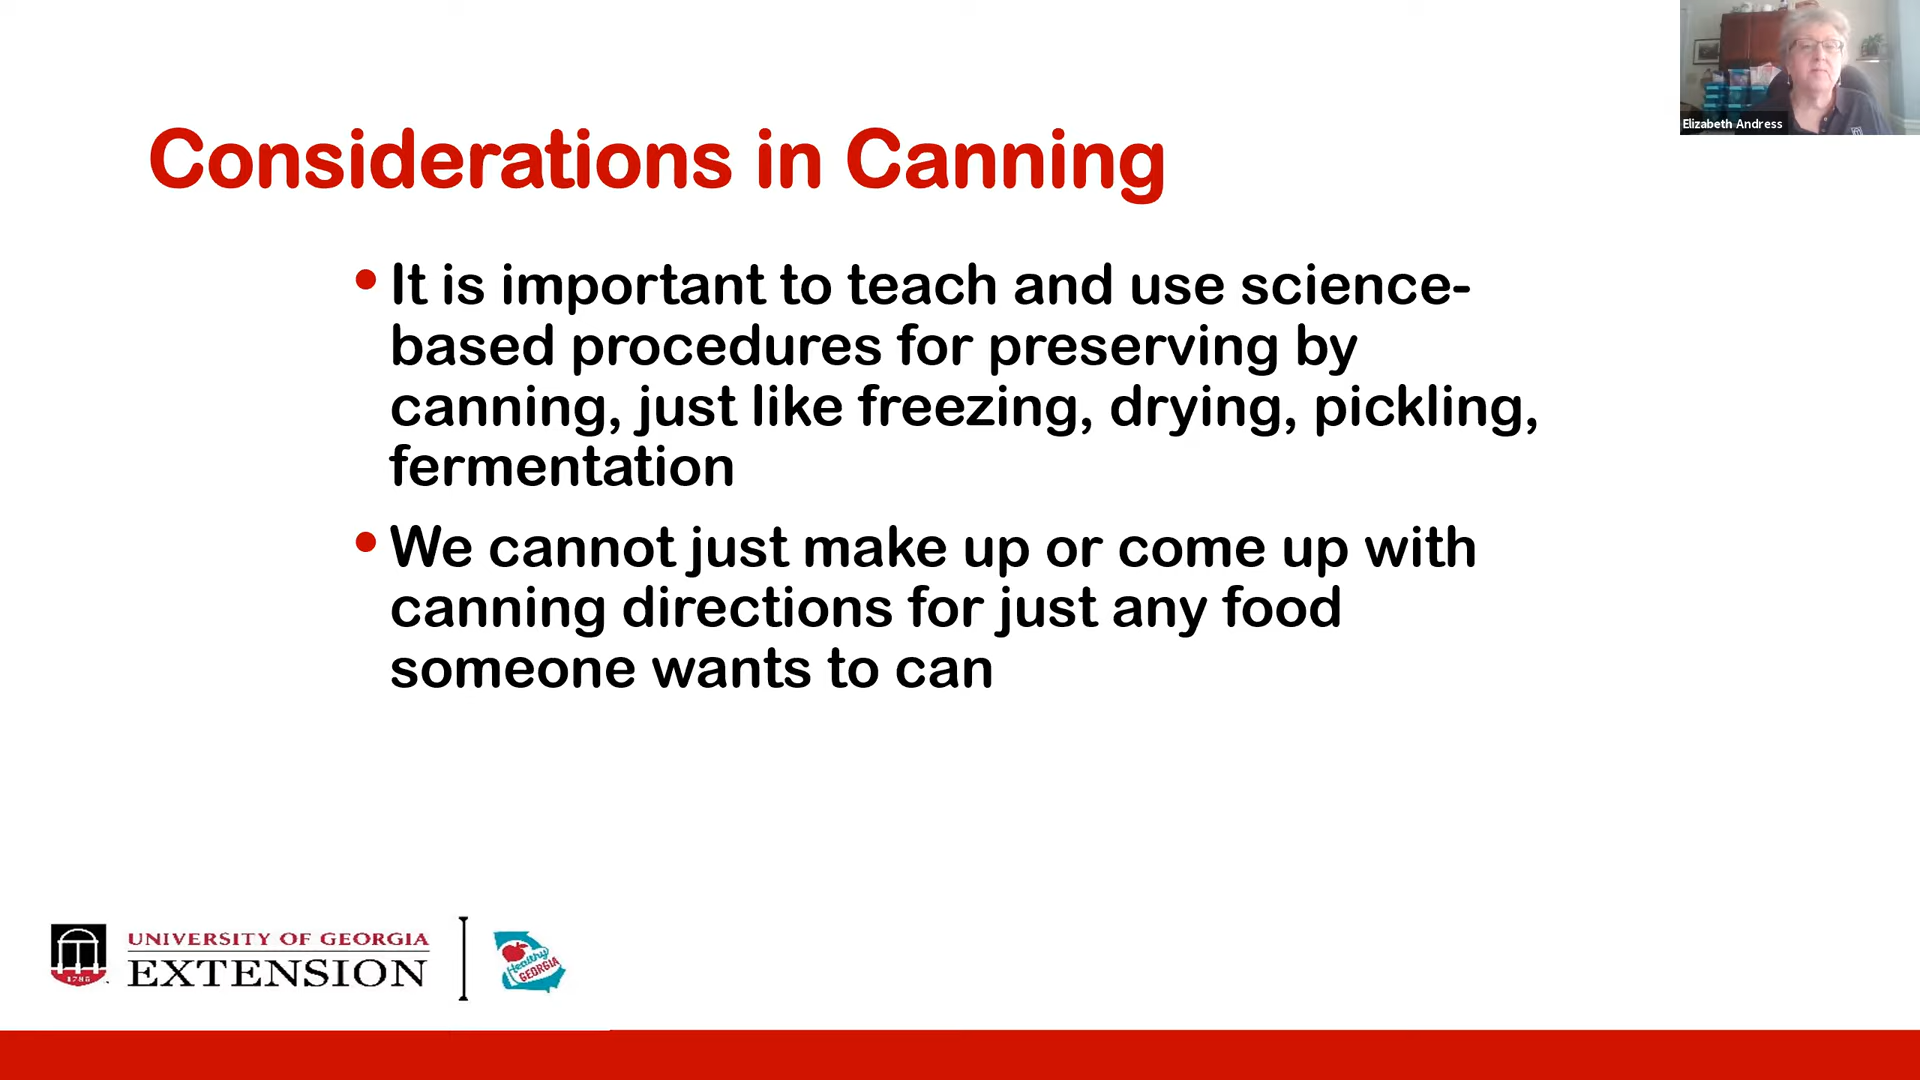 Elizabeth Andress
Considerations in Canning
• It is important to teach and use science-
based procedures for preserving by
canning, just like freezing, drying, pickling,
fermentation
• We cannot just make up or come up with
canning directions for just any food
someone wants to can
1785
UNIVERSITY OF GEORGIA
EXTENSION
Healthy
GEORGIA